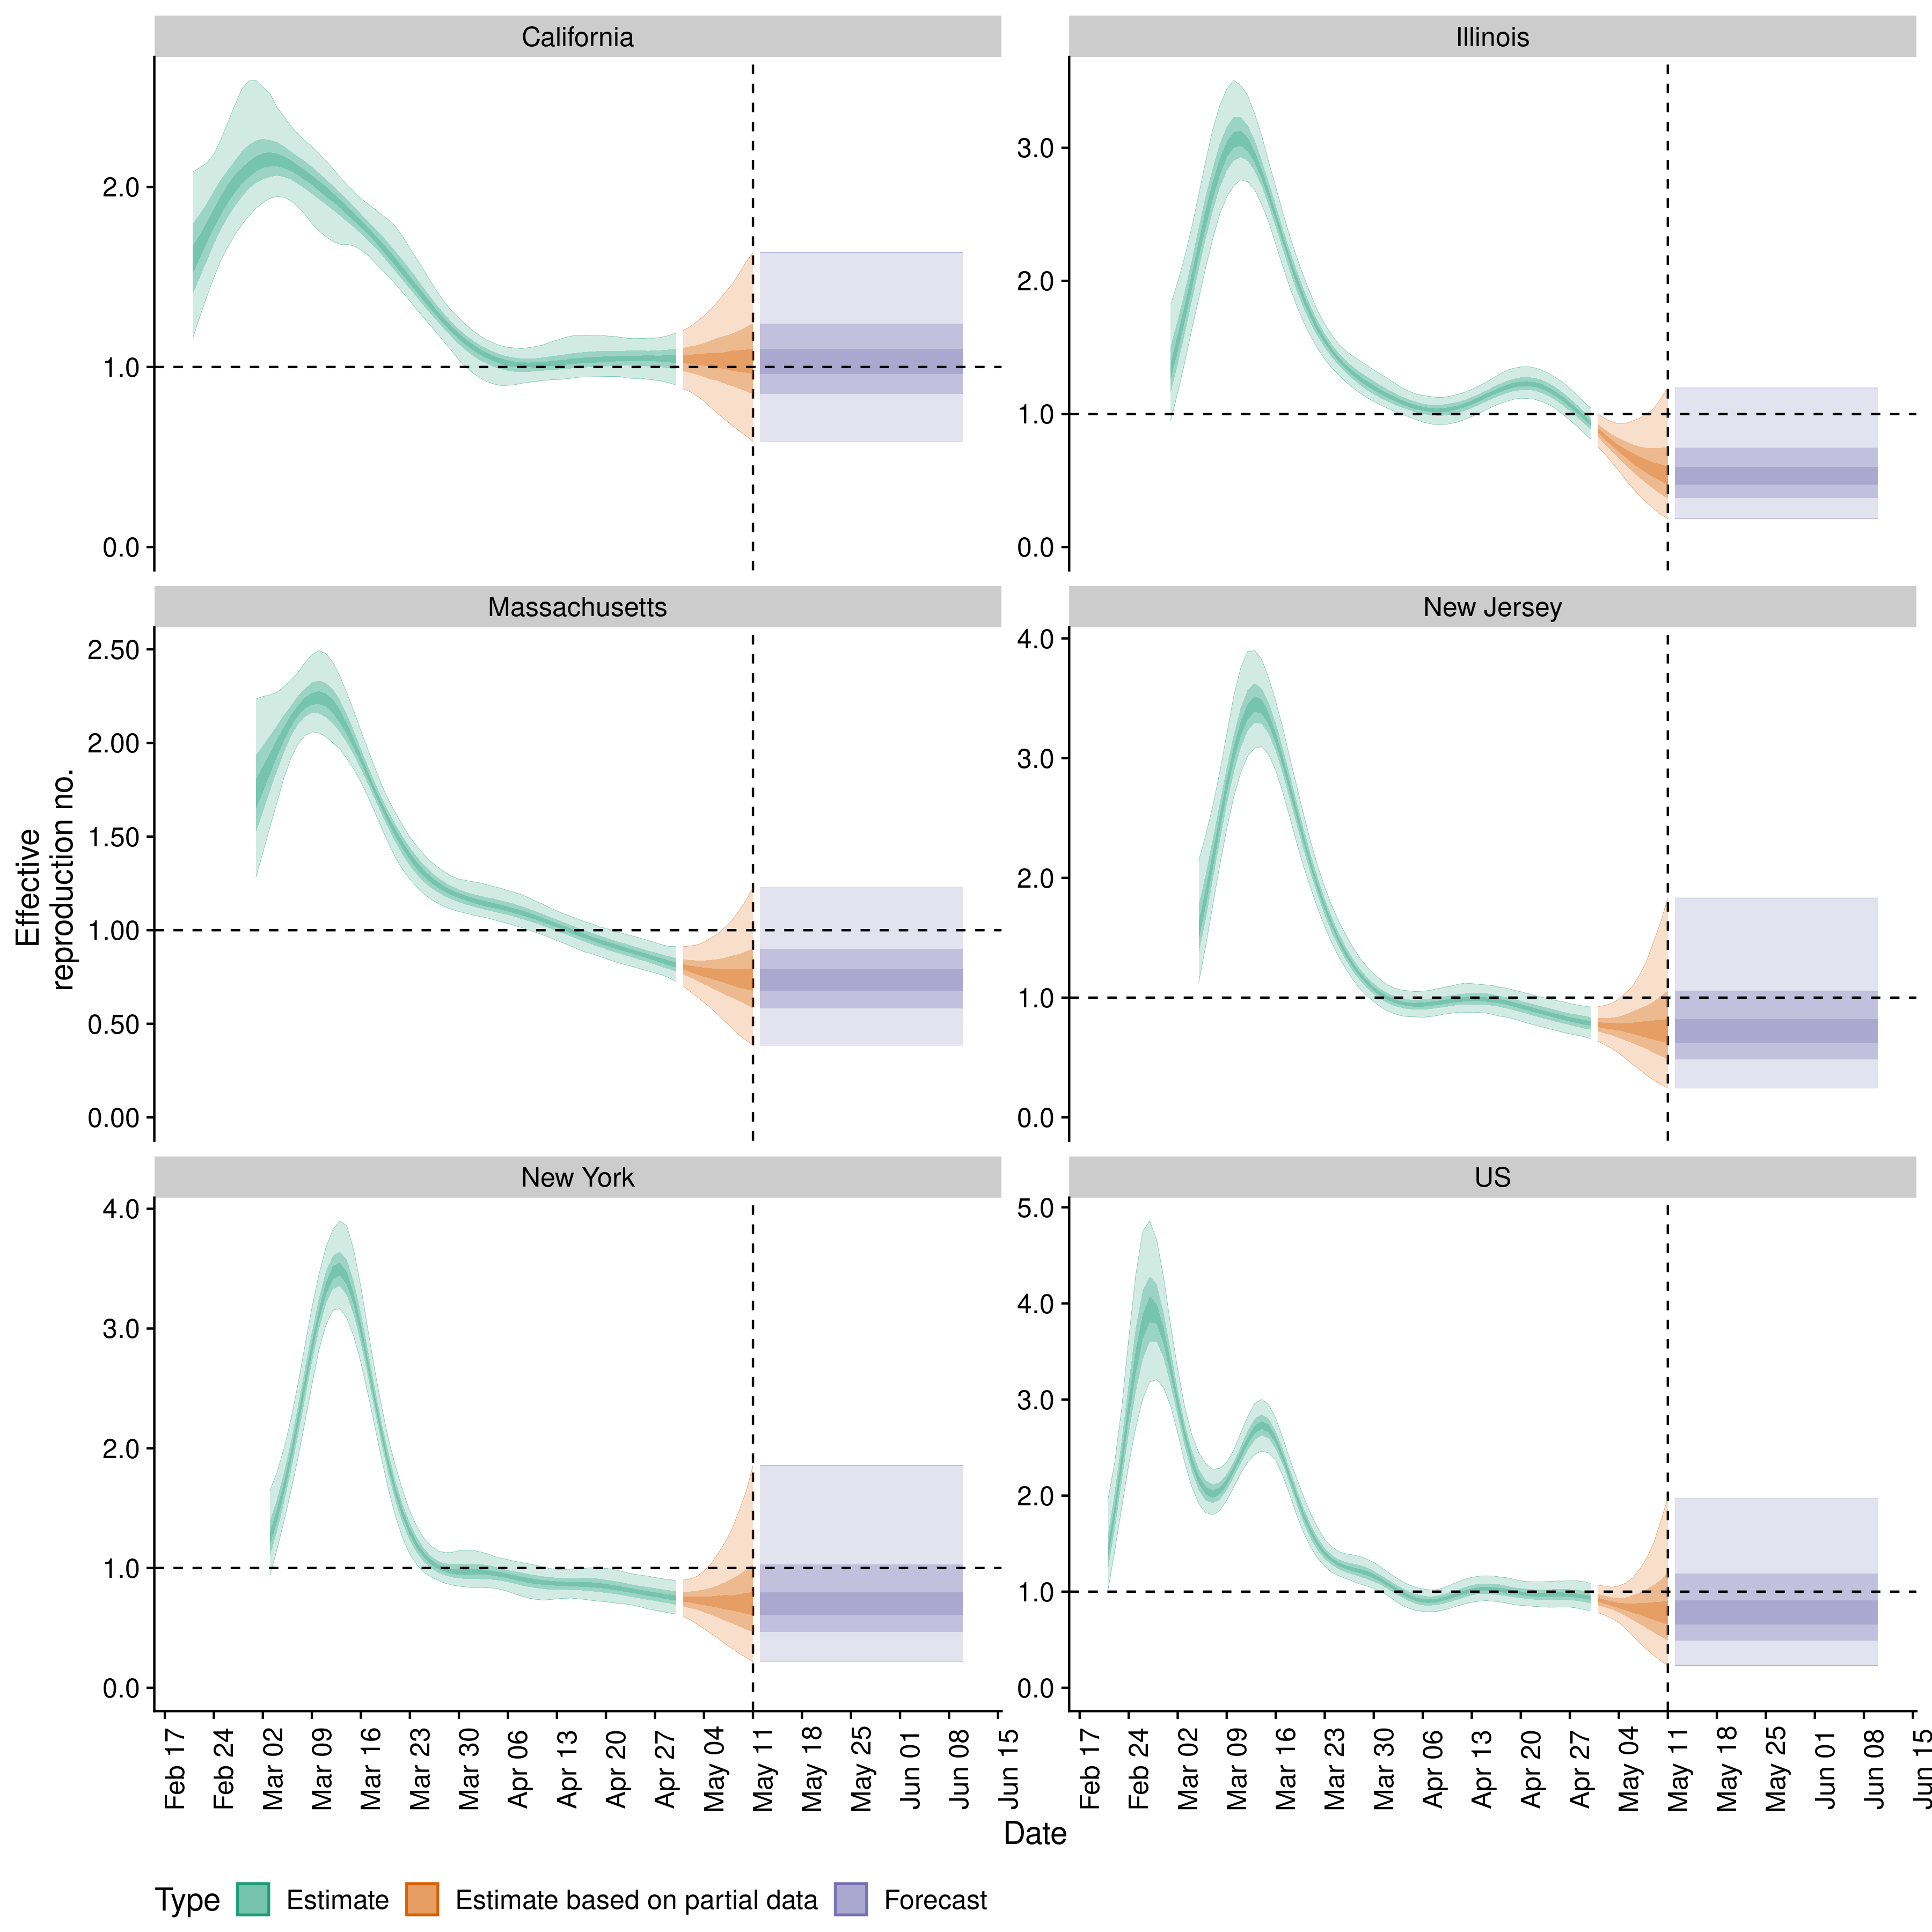 California
Illinois
2.0
1.0
0.0
3.0
2.0
1.0
0.0
Massachusetts
New Jersey
2.50
2.00
1.50
1.00
0.50
0.00
4.0
3.0
2.0
1.0
0.0
Effective
reproduction no.
New York
US
4.0
3.0
2.0
1.0
0.0
5.0
4.0
3.0
2.0
1.0
0.0
Feb 17
Feb 24
Mar 02
Mar 09
Mar 16
Mar 23
Mar 30
Apr 06
Apr 13
Apr 20
Apr 27
May 04
May 11
May 18
May 25
Jun 01
Jun 08
Jun 15
Feb 17
Feb 24
Mar 02
Mar 09
Mar 16
Mar 23
Mar 30
Apr 06
Apr 13
Apr 20
Apr 27
May 04
May 11
May 18
May 25
Jun 01
Jun 08
Jun 15
Date
Type Estimate Estimate based on partial data Forecast